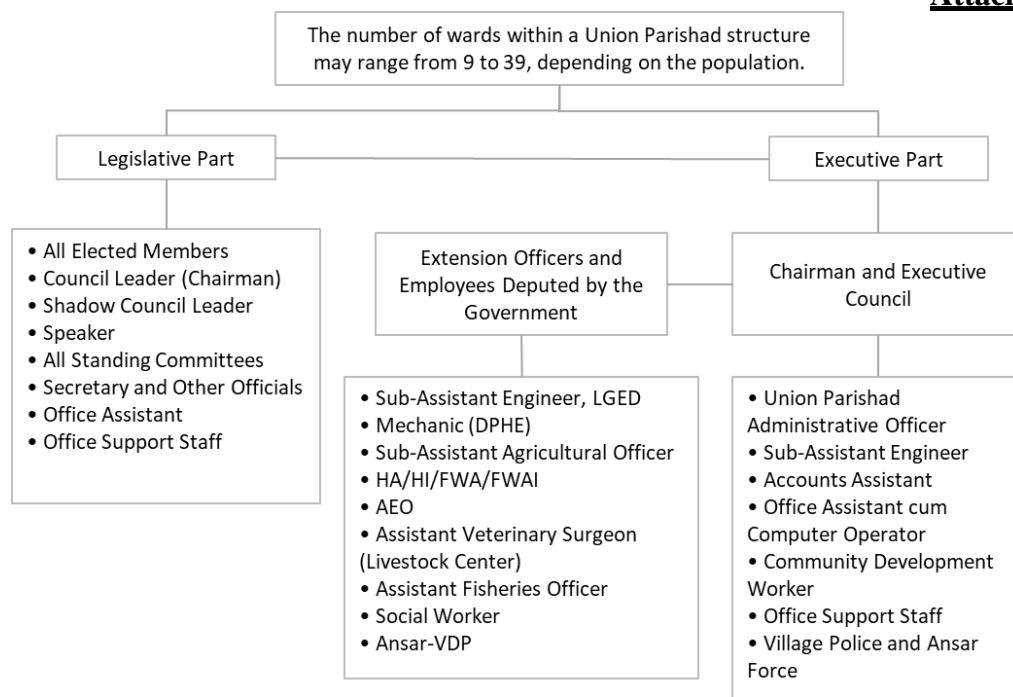 The number of wards within a Union Parishad structure
may range from 9 to 39, depending on the population.
Legislative Part
Executive Part
• All Elected Members
• Council Leader (Chairman)
• Shadow Council Leader
• Speaker
• All Standing Committees
• Secretary and Other Officials
• Office Assistant
• Office Support Staff
Extension Officers and
Employees Deputed by the
Government
Chairman and Executive
Council
• Sub-Assistant Engineer, LGED
• Mechanic (DPHE)
• Sub-Assistant Agricultural Officer
• HA/HI/FWA/FWAI
• AEO
• Assistant Veterinary Surgeon
(Livestock Center)
• Assistant Fisheries Officer
• Social Worker
• Ansar-VDP
• Union Parishad
Administrative Officer
• Sub-Assistant Engineer
• Accounts Assistant
• Office Assistant cum
Computer Operator
• Community Development
Worker
• Office Support Staff
• Village Police and Ansar
Force